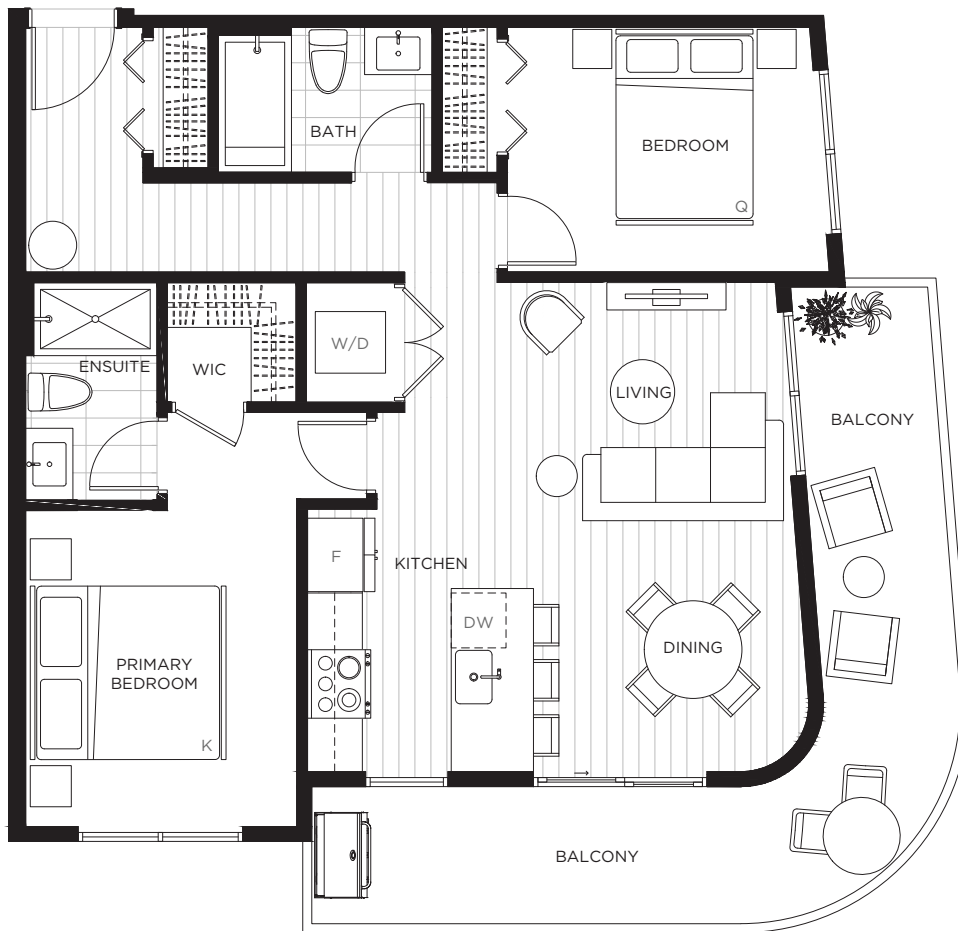 BATH
BEDROOM
Q
W/D
ENSUITE
WIC
LIVING
BALCONY
F
KITCHEN
DW
DINING
PRIMARY
BEDROOM
K
BALCONY